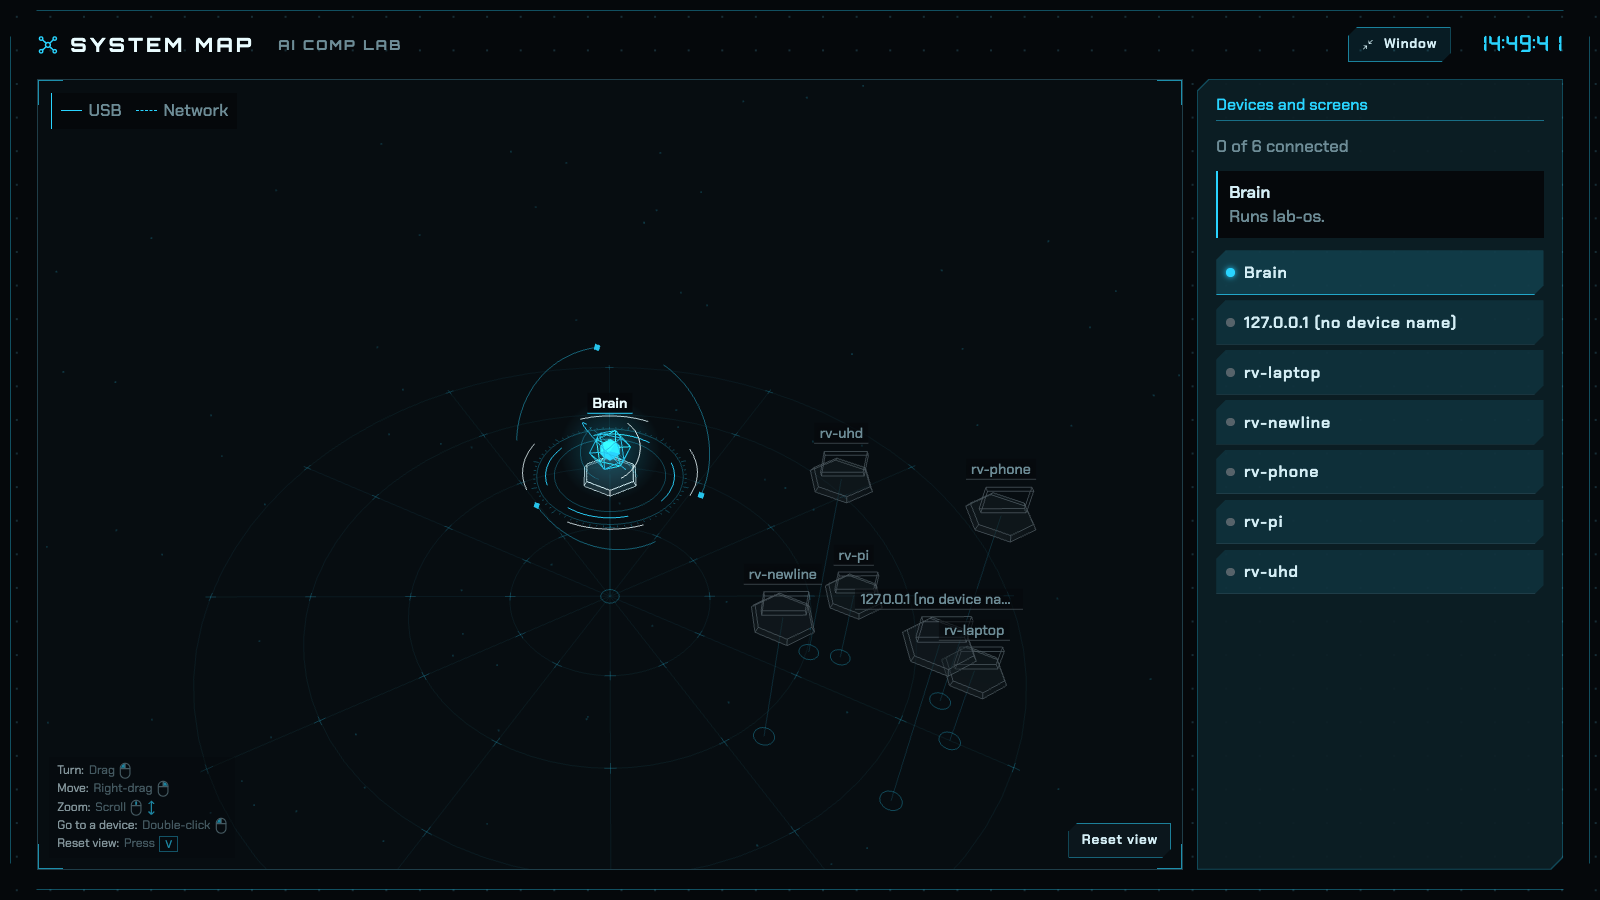 SYSTEM MAP
AI COMP LAB
Window
14:49:41
USB
Network
Devices and screens
0 of 6 connected
Brain
Runs lab-os.
Brain
127.0.0.1 (no device name)
rv-laptop
rv-newline
rv-phone
rv-pi
rv-uhd
Brain
rv-uhd
rv-phone
rv-pi
rv-newline
127.0.0.1 (no device na...
rv-laptop
Turn: Drag
Move: Right-drag
Zoom: Scroll
Go to a device: Double-click
Reset view: Press V
Reset view